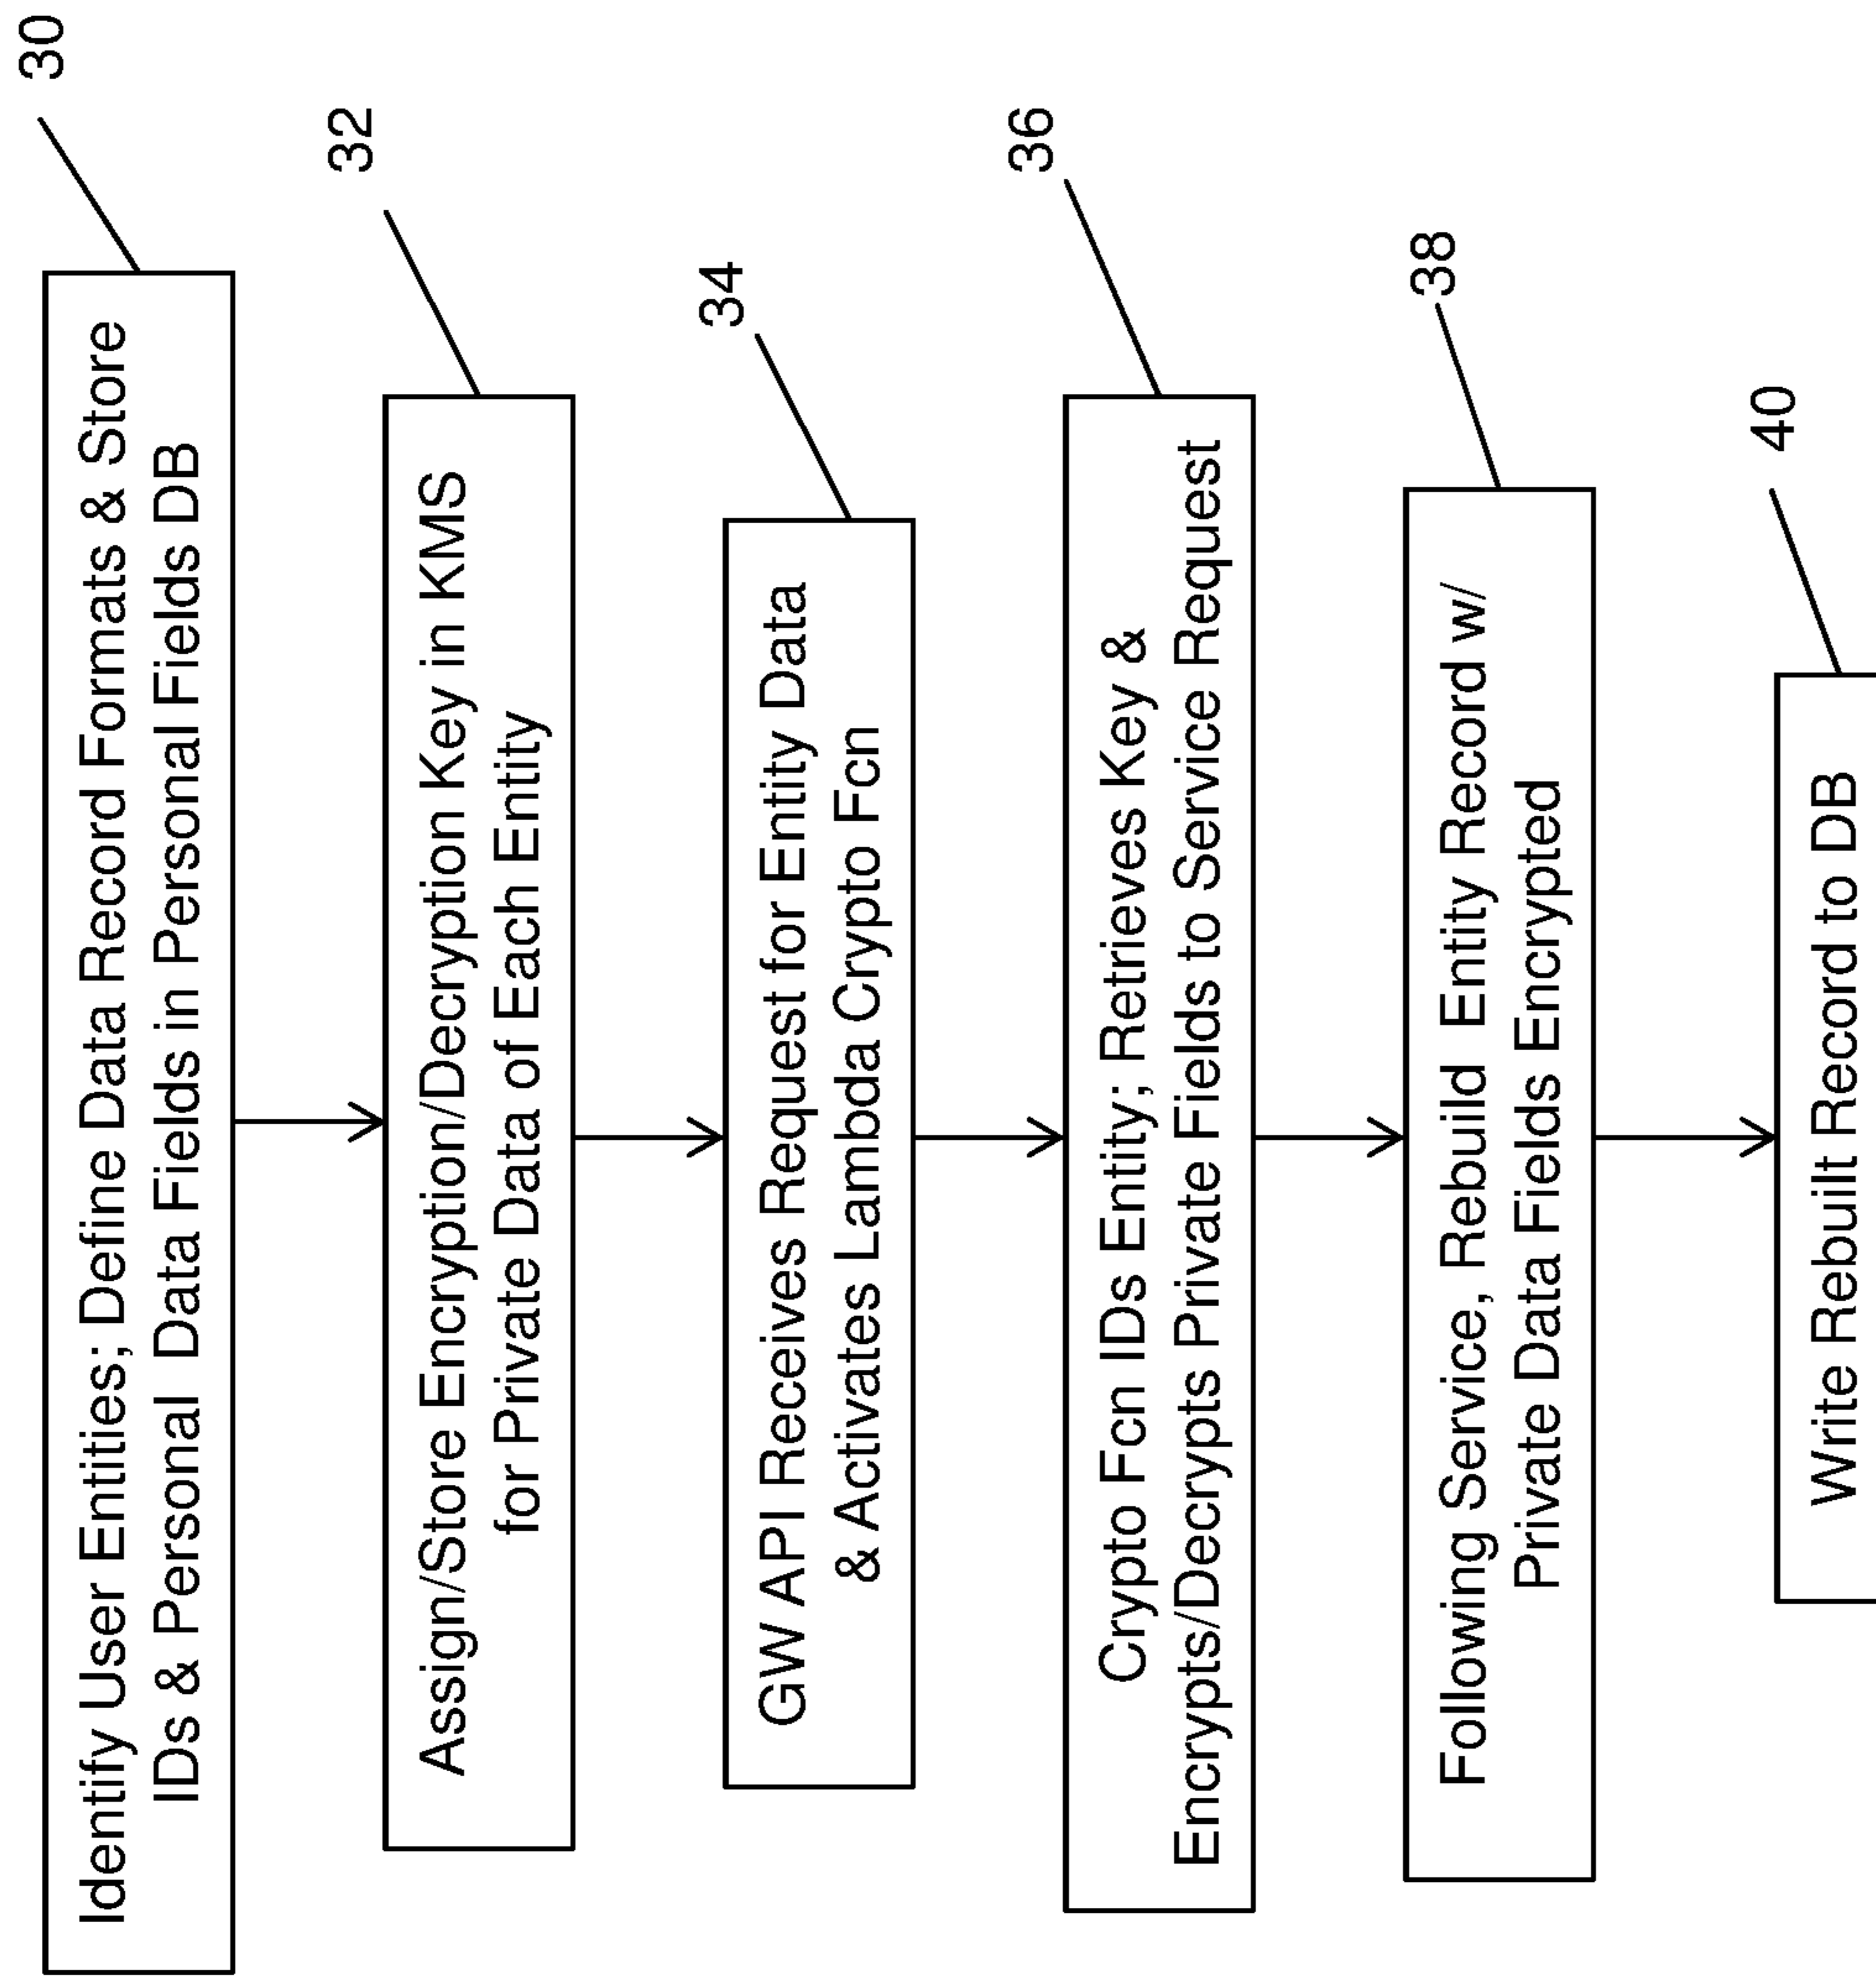 30
Identify User Entities; Define Data Record Formats & Store
IDs & Personal Data Fields in Personal Fields DB
32
Assign/Store Encryption/Decryption Key in KMS
for Private Data of Each Entity
34
GW API Receives Request for Entity Data
& Activates Lambda Crypto Fcn
36
Crypto Fcn IDs Entity; Retrieves Key &
Encrypts/Decrypts Private Fields to Service Request
38
Following Service, Rebuild Entity Record w/
Private Data Fields Encrypted
40
Write Rebuilt Record to DB